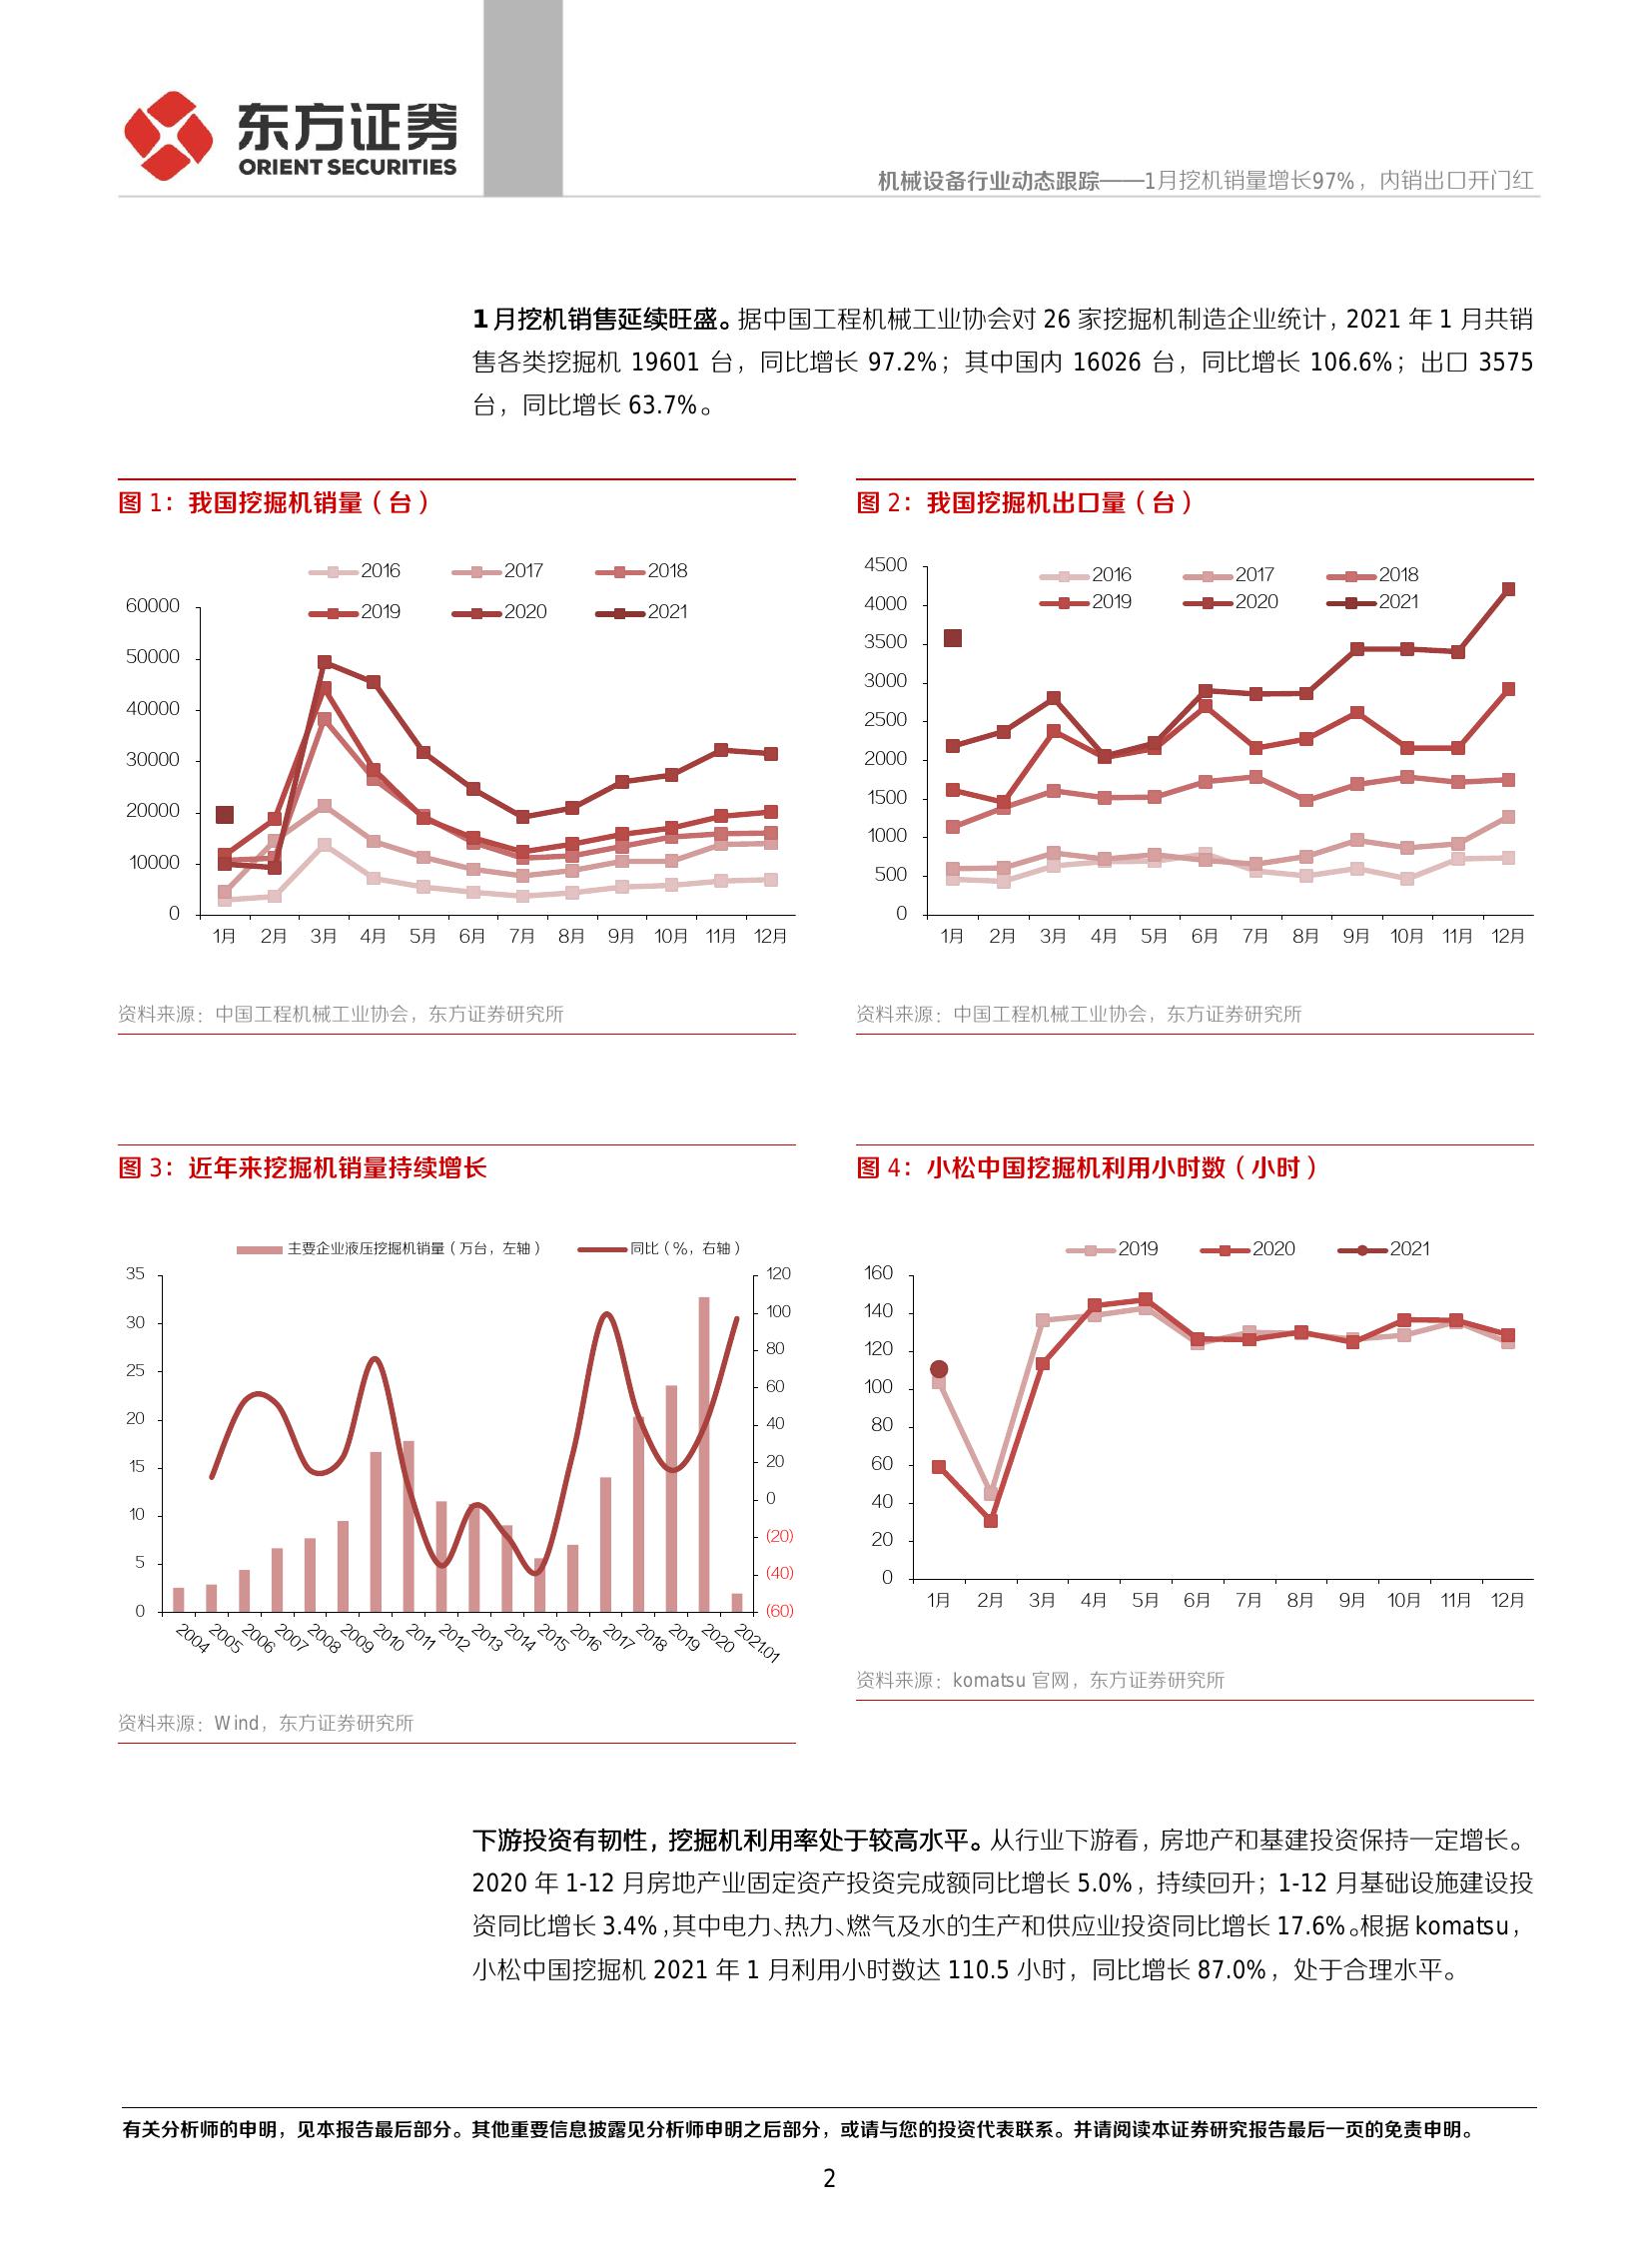 东方证券
ORIENT SECURITIES
机械设备行业动态跟踪——1月挖机销量增长97%，内销出口开门红
1月挖机销售延续旺盛。据中国工程机械工业协会对 26 家挖掘机制造企业统计，2021 年 1 月共销
售各类挖掘机 19601 台，同比增长 97.2%；其中国内 16026 台，同比增长 106.6%；出口 3575
台，同比增长 63.7%。
图 1：我国挖掘机销量（台）
2016 2017 2018
2019 2020 2021
60000
50000
40000
30000
20000
10000
0
1月 2月 3月 4月 5月 6月 7月 8月 9月 10月 11月 12月
资料来源：中国工程机械工业协会，东方证券研究所
图 2：我国挖掘机出口量（台）
2016 2017 2018
2019 2020 2021
4500
4000
3500
3000
2500
2000
1500
1000
500
0
1月 2月 3月 4月 5月 6月 7月 8月 9月 10月 11月 12月
资料来源：中国工程机械工业协会，东方证券研究所
图 3：近年来挖掘机销量持续增长
主要企业液压挖掘机销量（万台，左轴） 同比（%，右轴）
35
30
25
20
15
10
5
0
120
100
80
60
40
20
0
(20)
(40)
(60)
2004 2005 2006 2007 2008 2009 2010 2011 2012 2013 2014 2015 2016 2017 2018 2019 2020 2021.01
资料来源：Wind，东方证券研究所
图 4：小松中国挖掘机利用小时数（小时）
2019 2020 2021
160
140
120
100
80
60
40
20
0
1月 2月 3月 4月 5月 6月 7月 8月 9月 10月 11月 12月
资料来源：komatsu 官网，东方证券研究所
下游投资有韧性，挖掘机利用率处于较高水平。从行业下游看，房地产和基建投资保持一定增长。
2020 年 1-12 月房地产业固定资产投资完成额同比增长 5.0%，持续回升；1-12 月基础设施建设投
资同比增长 3.4%，其中电力、热力、燃气及水的生产和供应业投资同比增长 17.6%。根据 komatsu，
小松中国挖掘机 2021 年 1 月利用小时数达 110.5 小时，同比增长 87.0%，处于合理水平。
有关分析师的申明，见本报告最后部分。其他重要信息披露见分析师申明之后部分，或请与您的投资代表联系。并请阅读本证券研究报告最后一页的免责申明。
2